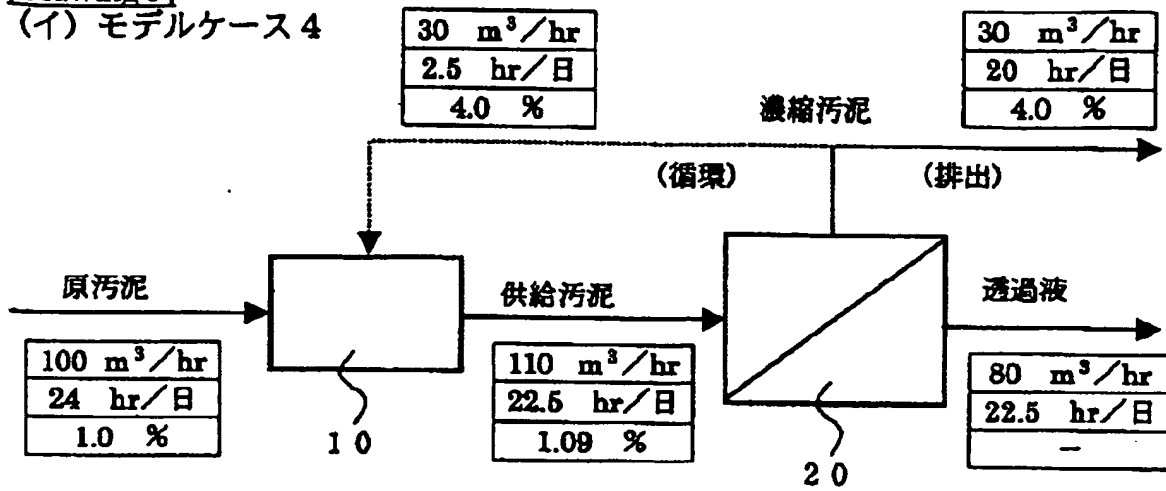 (イ) モデルケース4
30 m³/hr
2.5 hr/日
4.0 %
30 m³/hr
20 hr/日
4.0 %
濃縮汚泥
(循環)
(排出)
原汚泥
供給汚泥
透過液
100 m³/hr
24 hr/日
1.0 %
110 m³/hr
22.5 hr/日
1.09 %
80 m³/hr
22.5 hr/日
–
10
20